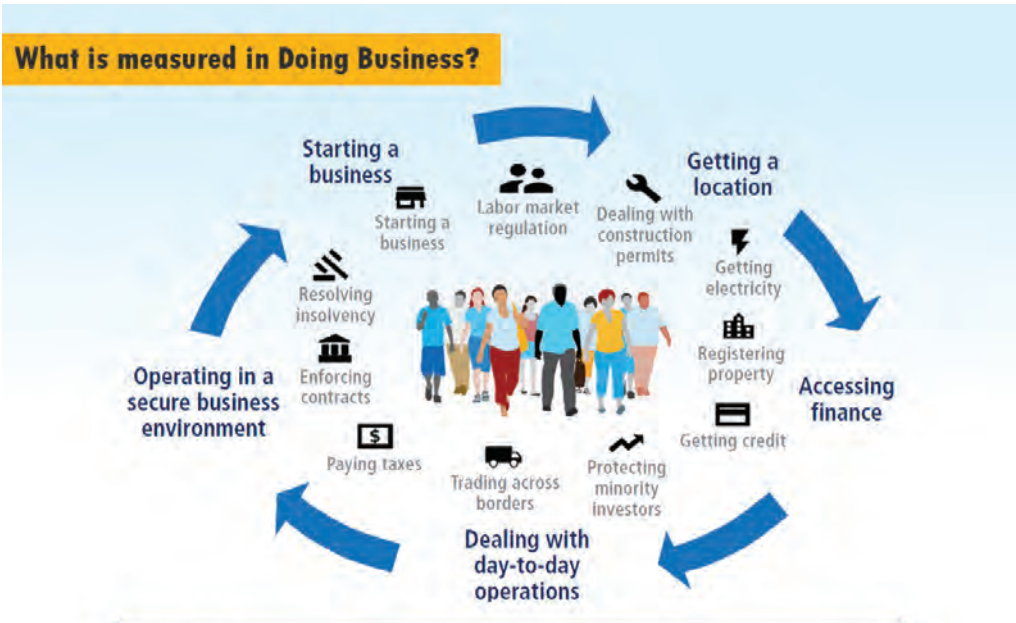 What is measured in Doing Business?
Starting a
business
Getting a
location
Accessing
finance
Dealing with
day-to-day
operations
Operating in a
secure business
environment
Starting a
business
Labor market
regulation
Dealing with
construction
permits
Getting
electricity
Registering
property
Getting credit
Protecting
minority
investors
Trading across
borders
Paying taxes
$
Enforcing
contracts
Resolving
insolvency